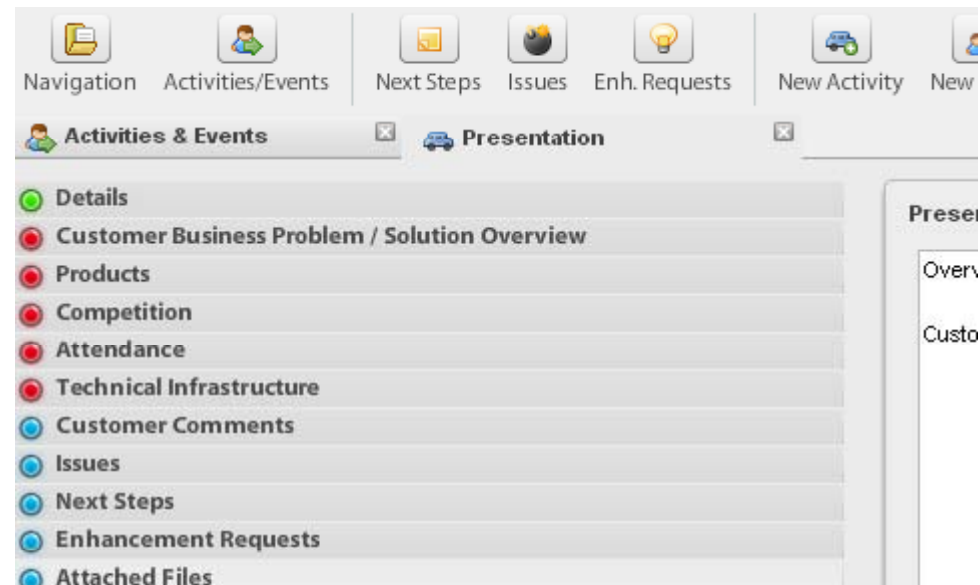 Navigation Activities/Events Next Steps Issues Enh. Requests New Activity New
Activities & Events Presentation
Details
Customer Business Problem / Solution Overview
Products
Competition
Attendance
Technical Infrastructure
Customer Comments
Issues
Next Steps
Enhancement Requests
Attached Files